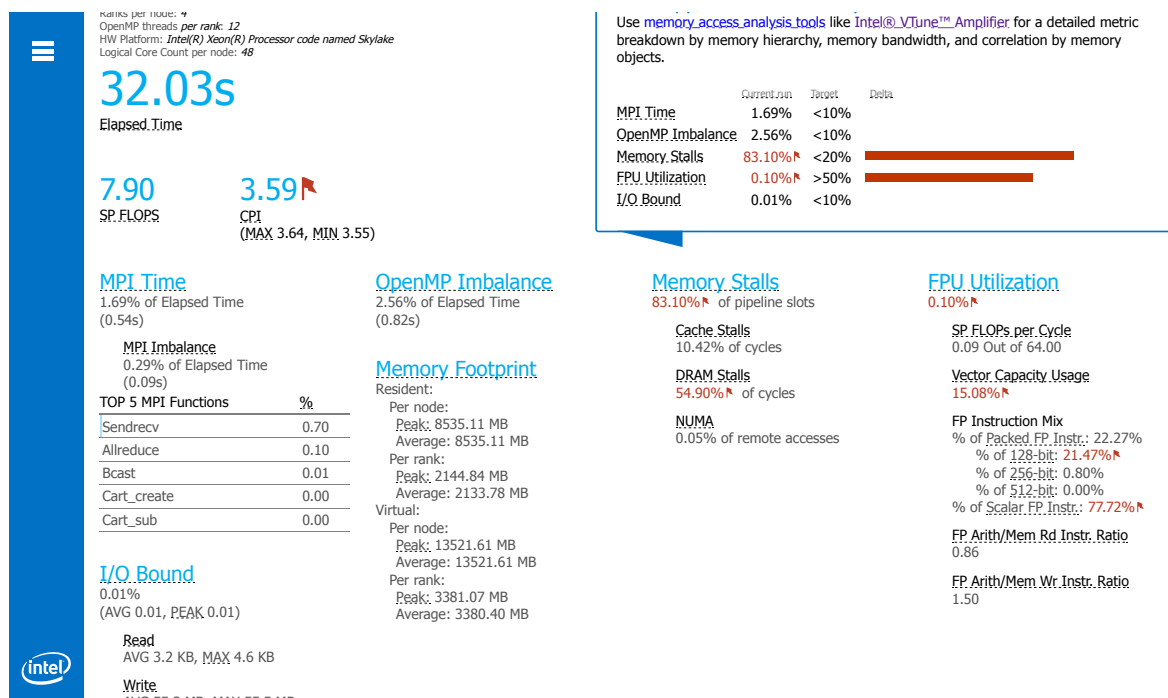 Ranks per node: 4
OpenMP threads per rank: 12
HW Platform: Intel(R) Xeon(R) Processor code named Skylake
Logical Core Count per node: 48
32.03s
Elapsed Time
7.90
SP FLOPS
3.59
CPI
(MAX 3.64, MIN 3.55)
Use memory access analysis tools like Intel® VTune™ Amplifier for a detailed metric
breakdown by memory hierarchy, memory bandwidth, and correlation by memory
objects.
Current run Target Delta
MPI Time 1.69% <10%
OpenMP Imbalance 2.56% <10%
Memory Stalls 83.10% <20%
FPU Utilization 0.10% >50%
I/O Bound 0.01% <10%
MPI Time
1.69% of Elapsed Time
(0.54s)
MPI Imbalance
0.29% of Elapsed Time
(0.09s)
TOP 5 MPI Functions %
Sendrecv 0.70
Allreduce 0.10
Bcast 0.01
Cart_create 0.00
Cart_sub 0.00
I/O Bound
0.01%
(AVG 0.01, PEAK 0.01)
Read
AVG 3.2 KB, MAX 4.6 KB
Write
OpenMP Imbalance
2.56% of Elapsed Time
(0.82s)
Memory Footprint
Resident:
Per node:
Peak: 8535.11 MB
Average: 8535.11 MB
Per rank:
Peak: 2144.84 MB
Average: 2133.78 MB
Virtual:
Per node:
Peak: 13521.61 MB
Average: 13521.61 MB
Per rank:
Peak: 3381.07 MB
Average: 3380.40 MB
Memory Stalls
83.10% of pipeline slots
Cache Stalls
10.42% of cycles
DRAM Stalls
54.90% of cycles
NUMA
0.05% of remote accesses
FPU Utilization
0.10%
SP FLOPs per Cycle
0.09 Out of 64.00
Vector Capacity Usage
15.08%
FP Instruction Mix
% of Packed FP Instr.: 22.27%
% of 128-bit: 21.47%
% of 256-bit: 0.80%
% of 512-bit: 0.00%
% of Scalar FP Instr.: 77.72%
FP Arith/Mem Rd Instr. Ratio
0.86
FP Arith/Mem Wr Instr. Ratio
1.50
intel